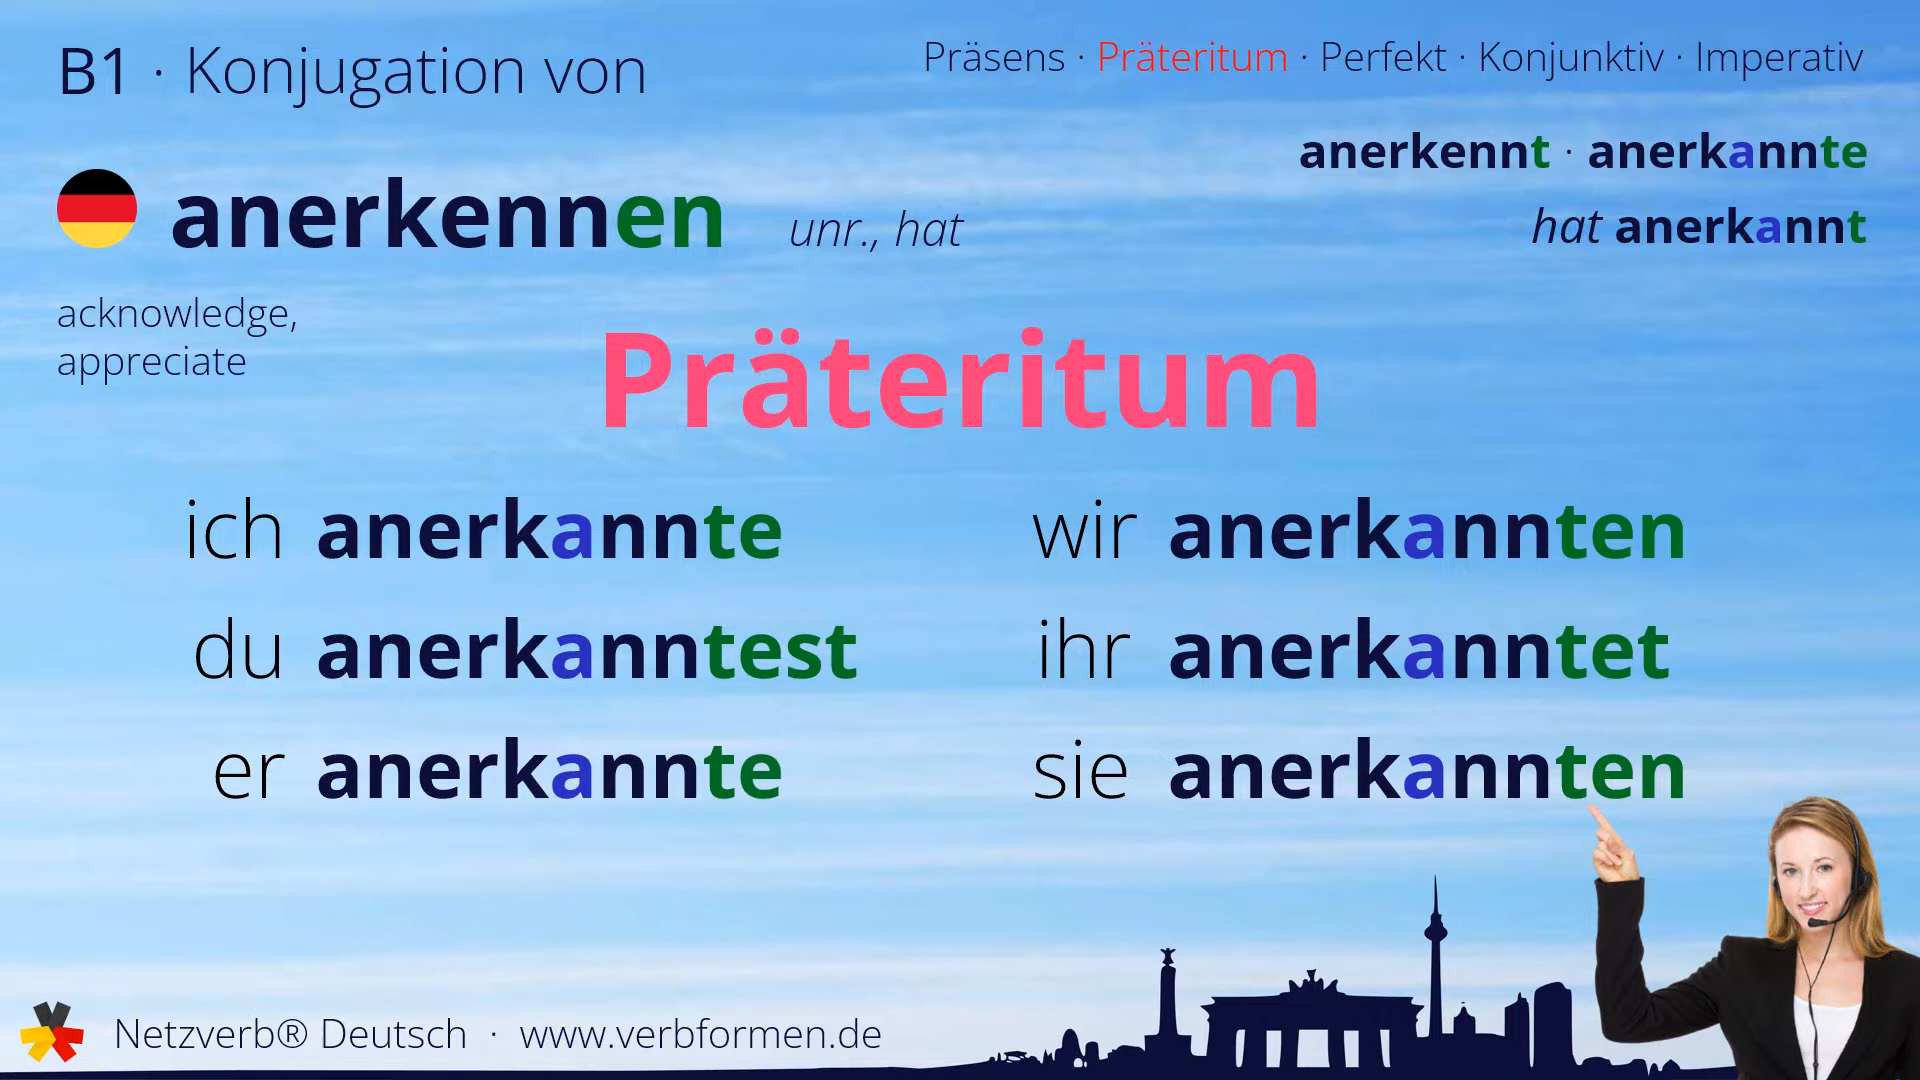 B1 · Konjugation von
Präsens · Präteritum · Perfekt · Konjunktiv · Imperativ
anerkennt · anerkannte
anerkennen unr., hat
hat anerkannt
acknowledge,
appreciate
Präteritum
ich anerkannte
wir anerkannten
du anerkanntest
ihr anerkanntet
er anerkannte
sie anerkannten
Netzverb® Deutsch · www.verbformen.de